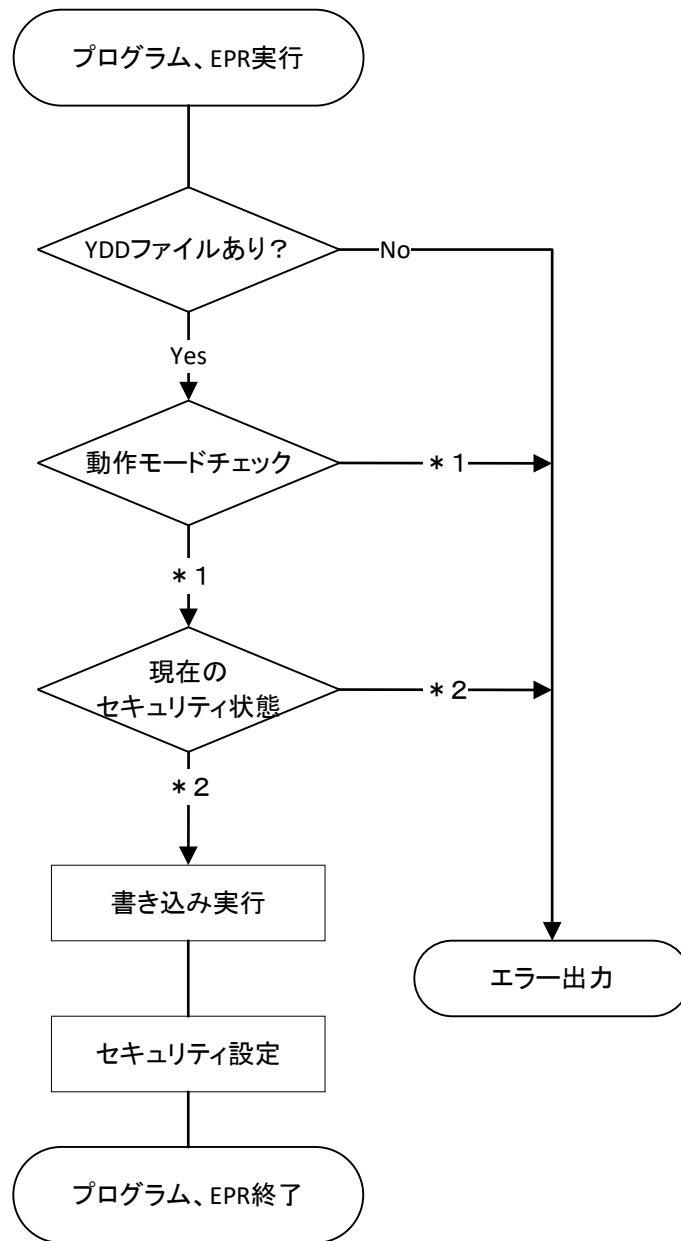 プログラム、EPR実行
YDDファイルあり？
No
Yes
動作モードチェック
＊１
＊１
現在の
セキュリティ状態
＊２
＊２
書き込み実行
エラー出力
セキュリティ設定
プログラム、EPR終了